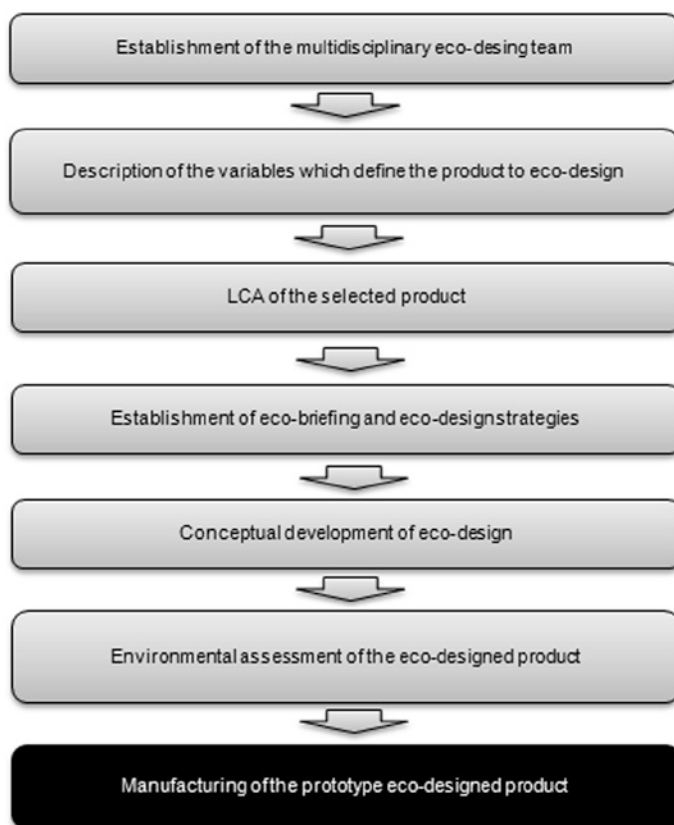 Establishment of the multidisciplinary eco-desing team
Description of the variables which define the product to eco-design
LCA of the selected product
Establishment of eco-briefing and eco-design strategies
Conceptual development of eco-design
Environmental assessment of the eco-designed product
Manufacturing of the prototype eco-designed product